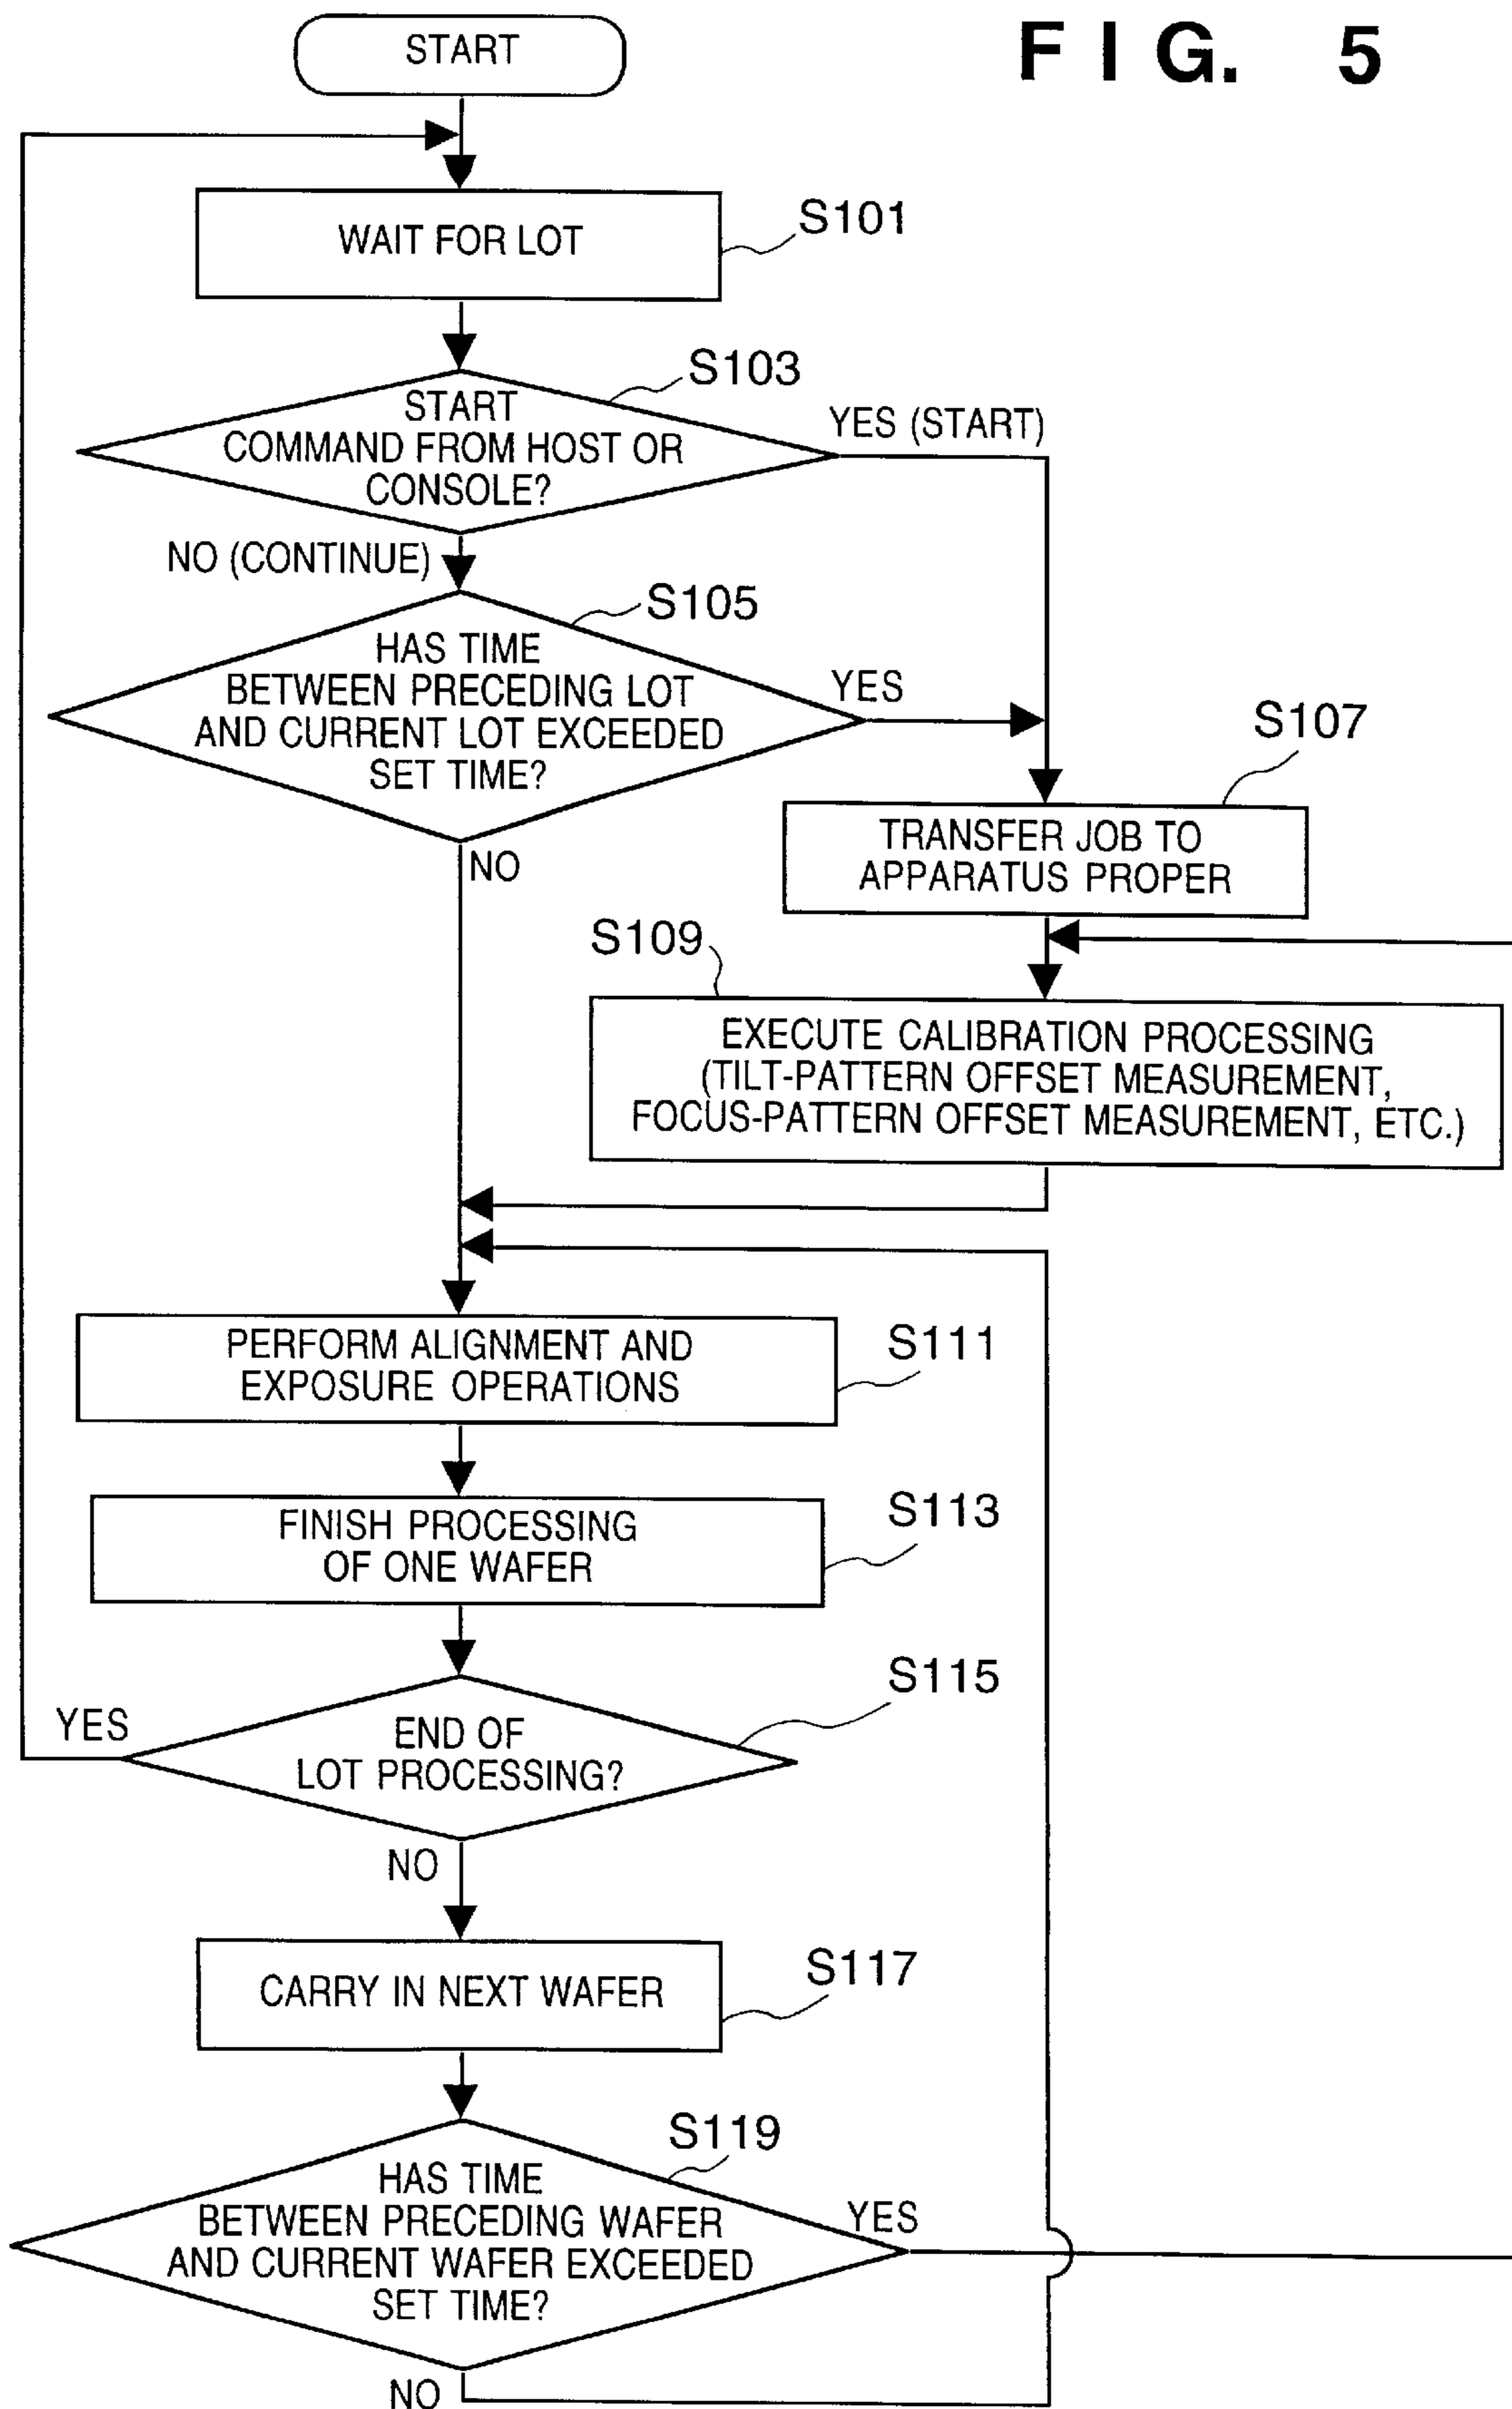 FIG. 5
START
WAIT FOR LOT
S101
S103
START
COMMAND FROM HOST OR
CONSOLE?
YES (START)
NO (CONTINUE)
S105
HAS TIME
BETWEEN PRECEDING LOT
AND CURRENT LOT EXCEEDED
SET TIME?
YES
NO
S107
TRANSFER JOB TO
APPARATUS PROPER
S109
EXECUTE CALIBRATION PROCESSING
(TILT-PATTERN OFFSET MEASUREMENT,
FOCUS-PATTERN OFFSET MEASUREMENT, ETC.)
PERFORM ALIGNMENT AND
EXPOSURE OPERATIONS
S111
FINISH PROCESSING
OF ONE WAFER
S113
S115
END OF
LOT PROCESSING?
YES
NO
CARRY IN NEXT WAFER
S117
S119
HAS TIME
BETWEEN PRECEDING WAFER
AND CURRENT WAFER EXCEEDED
SET TIME?
YES
NO